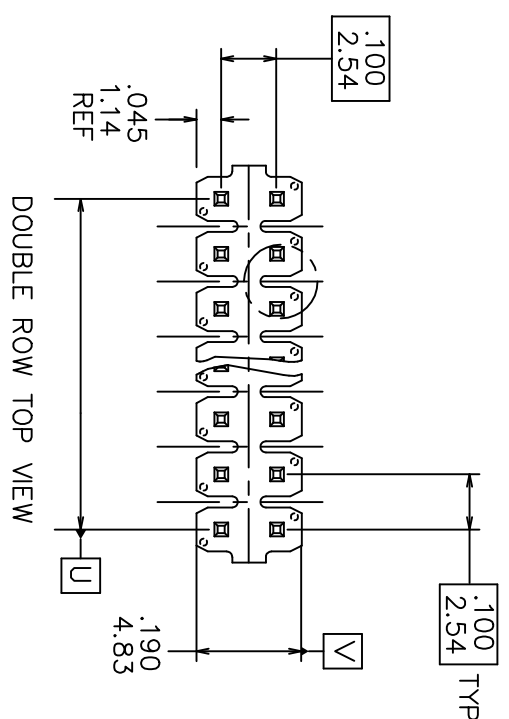 .100
2.54
.045
1.14
REF
.100
2.54 TYP
U
V
.190
4.83
DOUBLE ROW TOP VIEW